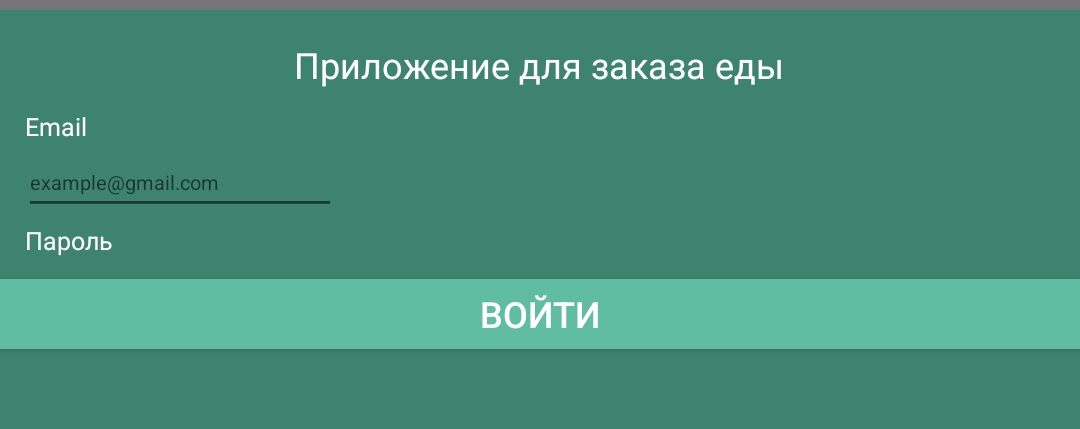 Приложение для заказа еды
Email
example@gmail.com
Пароль
ВОЙТИ